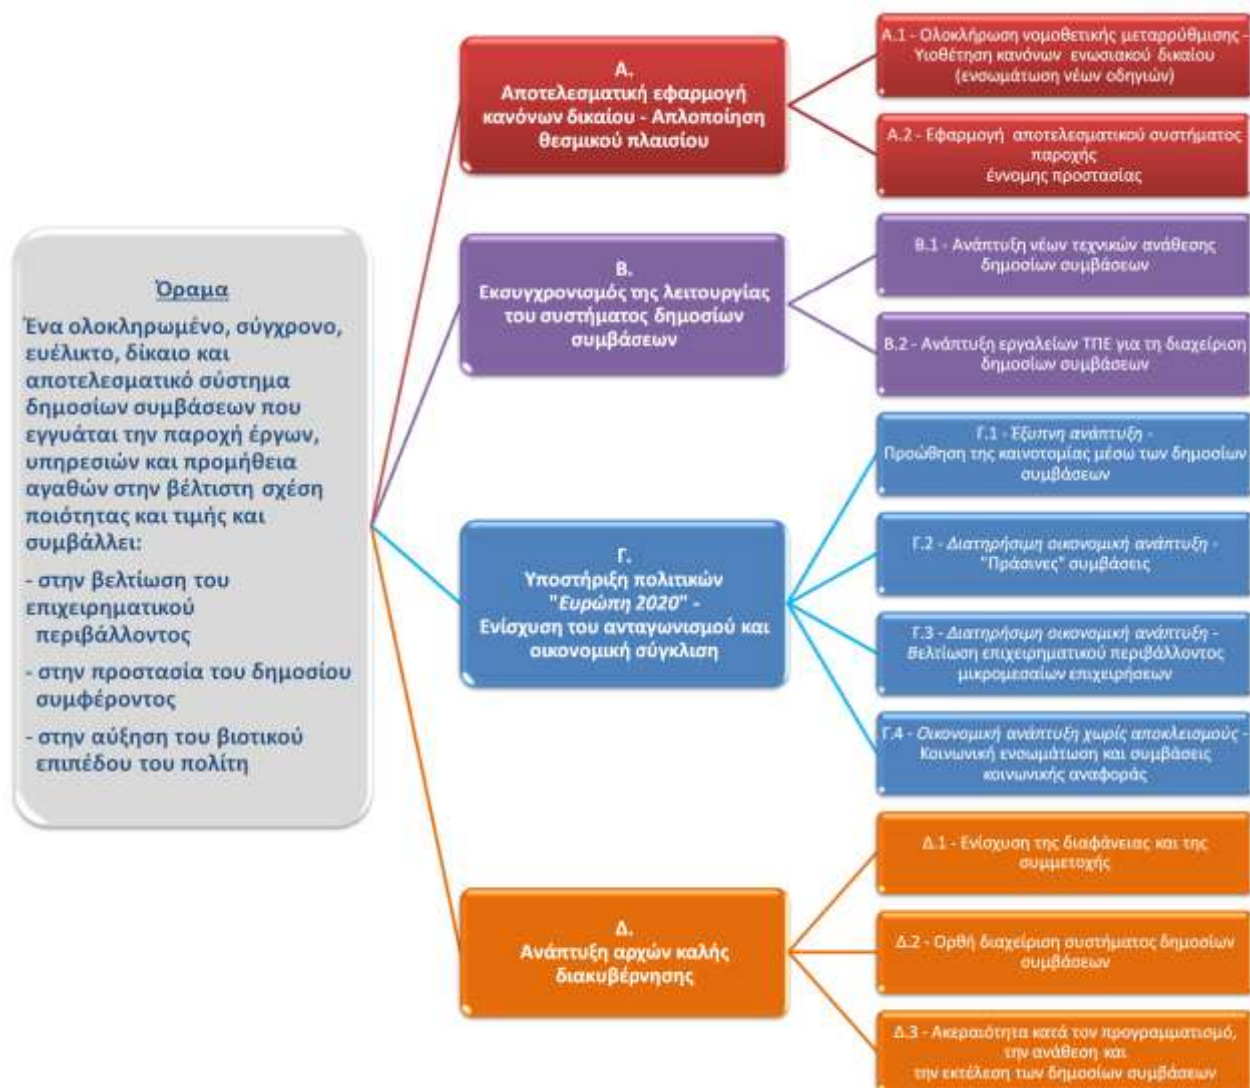 Όραμα
Ένα ολοκληρωμένο, σύγχρονο,
ευέλικτο, δίκαιο και
αποτελεσματικό σύστημα
δημοσίων συμβάσεων που
εγγυάται την παροχή έργων,
υπηρεσιών και προμήθεια
αγαθών στην βέλτιστη σχέση
ποιότητας και τιμής και
συμβάλλει:
- στην βελτίωση του
επιχειρηματικού
περιβάλλοντος
- στην προστασία του δημοσίου
συμφέροντος
- στην αύξηση του βιοτικού
επιπέδου του πολίτη
Α.
Αποτελεσματική εφαρμογή
κανόνων δικαίου - Απλοποίηση
θεσμικού πλαισίου
Α.1 - Ολοκλήρωση νομοθετικής μεταρρύθμισης -
Υιοθέτηση κανόνων ενωσιακού δικαίου
(ενσωμάτωση νέων οδηγιών)
Α.2 - Εφαρμογή αποτελεσματικού συστήματος
παροχής
έννομης προστασίας
Β.
Εκσυγχρονισμός της λειτουργίας
του συστήματος δημοσίων
συμβάσεων
Β.1 - Ανάπτυξη νέων τεχνικών ανάθεσης
δημοσίων συμβάσεων
Β.2 - Ανάπτυξη εργαλείων ΤΠΕ για τη διαχείριση
δημοσίων συμβάσεων
Γ.
Υποστήριξη πολιτικών
"Ευρώπη 2020" -
Ενίσχυση του ανταγωνισμού και
οικονομική σύγκλιση
Γ.1 - Έξυπνη ανάπτυξη -
Προώθηση της καινοτομίας μέσω των δημοσίων
συμβάσεων
Γ.2 - Διατηρήσιμη οικονομική ανάπτυξη -
"Πράσινες" συμβάσεις
Γ.3 - Διατηρήσιμη οικονομική ανάπτυξη -
Βελτίωση επιχειρηματικού περιβάλλοντος
μικρομεσαίων επιχειρήσεων
Γ.4 - Οικονομική ανάπτυξη χωρίς αποκλεισμούς -
Κοινωνική ενσωμάτωση και συμβάσεις
κοινωνικής αναφοράς
Δ.
Ανάπτυξη αρχών καλής
διακυβέρνησης
Δ.1 - Ενίσχυση της διαφάνειας και της
συμμετοχής
Δ.2 - Ορθή διαχείριση συστήματος δημοσίων
συμβάσεων
Δ.3 - Ακεραιότητα κατά τον προγραμματισμό,
την ανάθεση και
την εκτέλεση των δημοσίων συμβάσεων